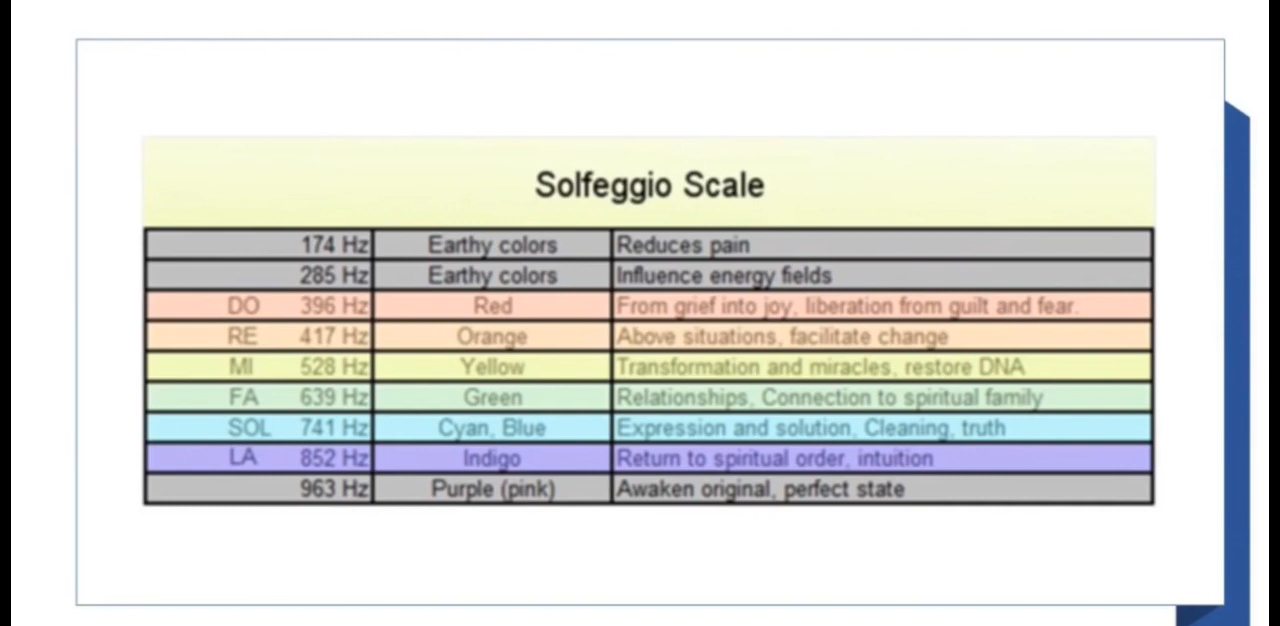 Solfeggio Scale
174 Hz Earthy colors Reduces pain
285 Hz Earthy colors Influence energy fields
DO 396 Hz Red From grief into joy, liberation from guilt and fear.
RE 417 Hz Orange Above situations, facilitate change
MI 528 Hz Yellow Transformation and miracles, restore DNA
FA 639 Hz Green Relationships, Connection to spiritual family
SOL 741 Hz Cyan, Blue Expression and solution, Cleaning, truth
LA 852 Hz Indigo Return to spiritual order, intuition
963 Hz Purple (pink) Awaken original, perfect state